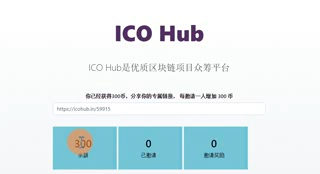 ICO Hub
ICO Hub是优质区块链项目众筹平台
你已经获得300币，分享你的专属链接， 每邀请一人增加 300 币
https://icohub.in/59915
300
余额
0
已邀请
0
邀请奖励